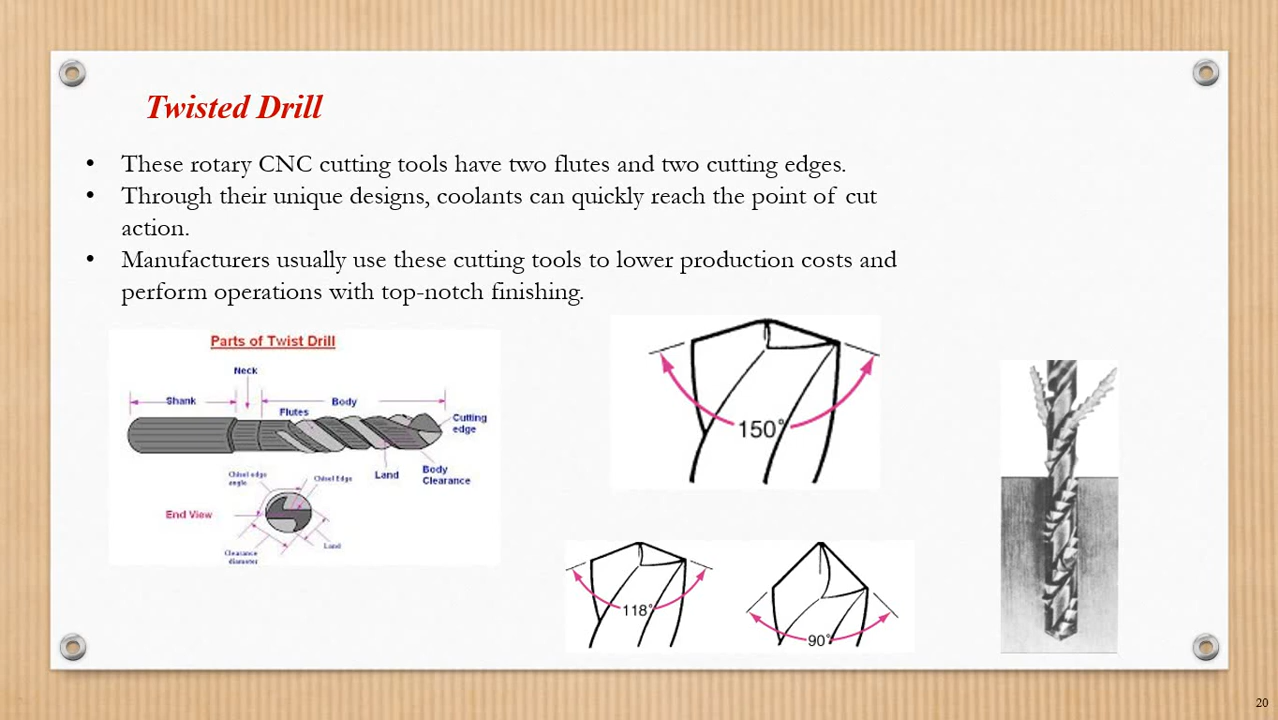 Twisted Drill
• These rotary CNC cutting tools have two flutes and two cutting edges.
• Through their unique designs, coolants can quickly reach the point of cut
action.
• Manufacturers usually use these cutting tools to lower production costs and
perform operations with top-notch finishing.
Parts of Twist Drill
Neck
Shank
Body
Flutes
Cutting
edge
Land
Body
Clearance
Chisel edge
angle
Chisel Edge
End View
Land
Clearance
diameter
150°
118°
90°
20